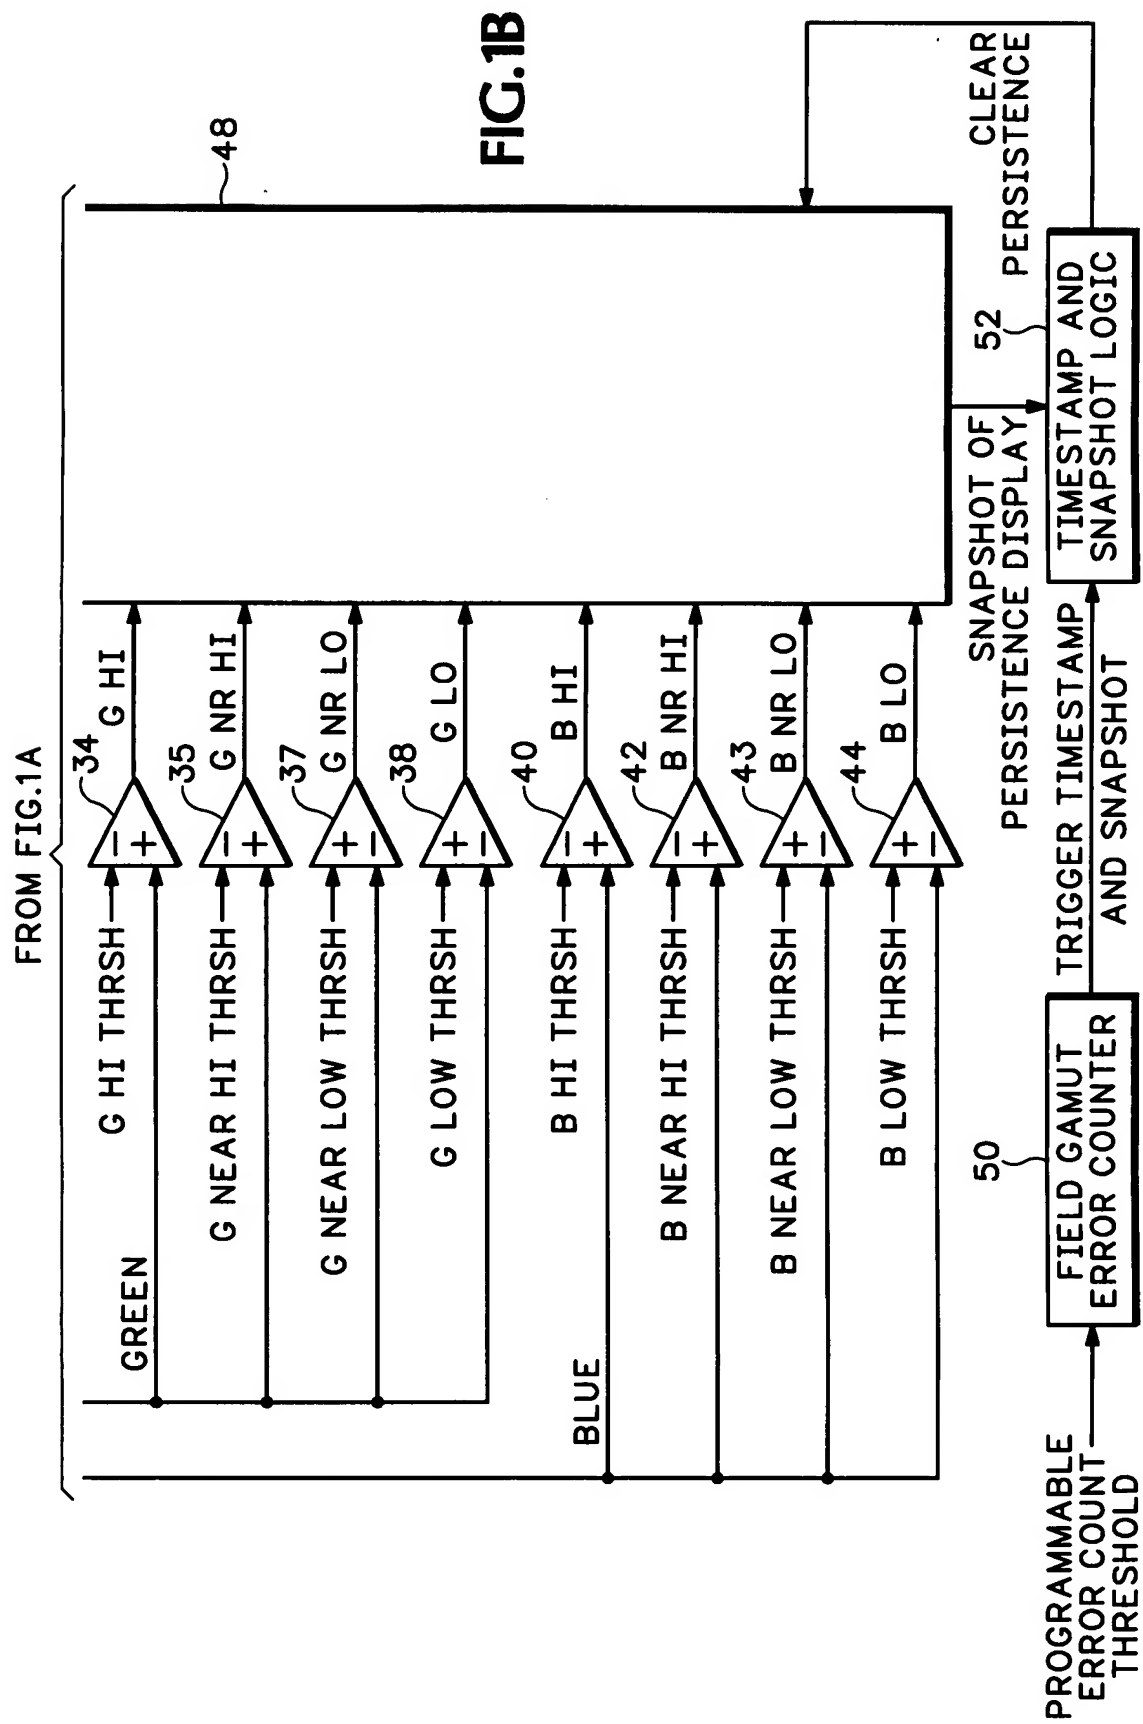 FROM FIG.1A
GREEN
G HI THRSH
- +
34
G HI
G NEAR HI THRSH
- +
35
G NR HI
G NEAR LOW THRSH
+ -
37
G NR LO
G LOW THRSH
+ -
38
G LO
BLUE
B HI THRSH
- +
40
B HI
B NEAR HI THRSH
- +
42
B NR HI
B NEAR LOW THRSH
+ -
43
B NR LO
B LOW THRSH
+ -
44
B LO
48
FIG.1B
PROGRAMMABLE
ERROR COUNT
THRESHOLD
50
FIELD GAMUT
ERROR COUNTER
TRIGGER TIMESTAMP
AND SNAPSHOT
SNAPSHOT OF
PERSISTENCE DISPLAY
52
TIMESTAMP AND
SNAPSHOT LOGIC
CLEAR
PERSISTENCE